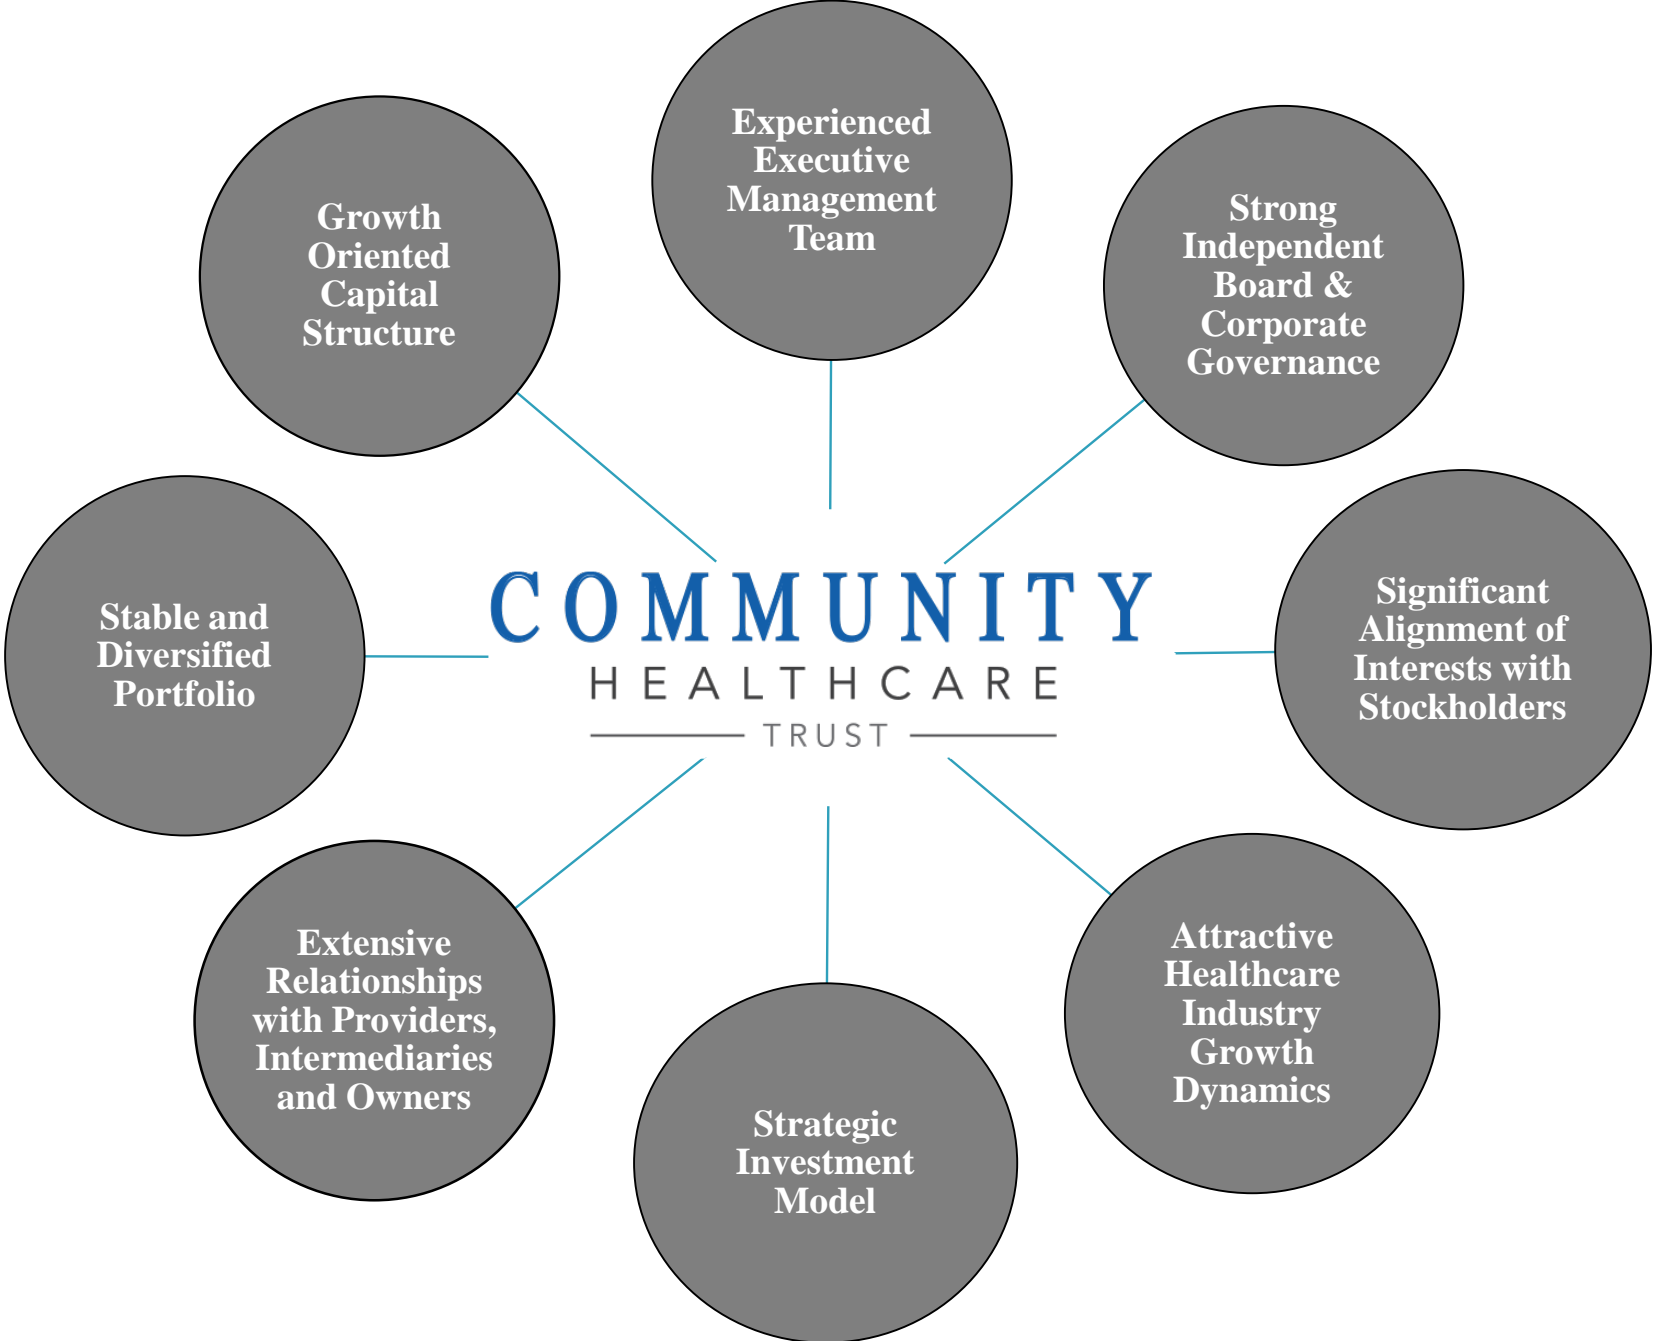 Experienced
Executive
Management
Team
Strong
Independent
Board &
Corporate
Governance
Significant
Alignment of
Interests with
Stockholders
Attractive
Healthcare
Industry
Growth
Dynamics
Strategic
Investment
Model
Extensive
Relationships
with Providers,
Intermediaries
and Owners
Stable and
Diversified
Portfolio
Growth
Oriented
Capital
Structure
COMMUNITY
HEALTHCARE
TRUST